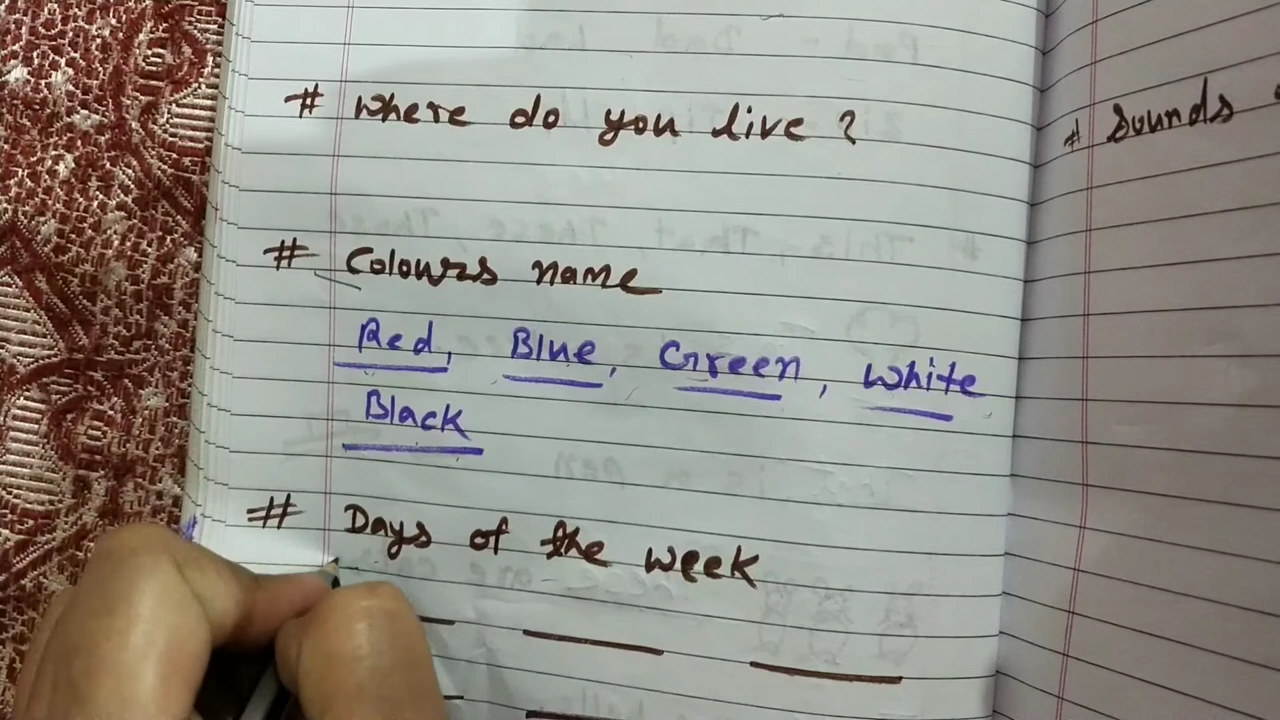 # Where do you live ?
# Colours name
Red, Blue, Green, White
Black
# Days of the week
# Sounds